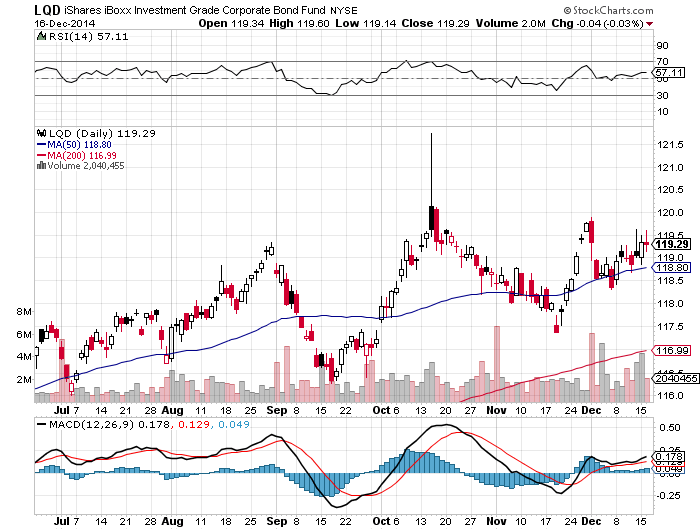 LQD iShares iBoxx Investment Grade Corporate Bond Fund NYSE © StockCharts.com
16-Dec-2014 Open 119.34 High 119.60 Low 119.14 Close 119.29 Volume 2.0M Chg -0.04 (-0.03%)
RSI(14) 57.11
90
70
57.11
50
30
10
LQD (Daily) 119.29
MA(50) 118.80
MA(200) 116.99
Volume 2,040,455
121.5
121.0
120.5
120.0
119.5
119.29
119.0
118.80
118.5
118.0
8M
117.5
6M
116.99
4M
2M
2040455
116.0
Jul 7 14 21 28 Aug 11 18 25 Sep 8 15 22 Oct 6 13 20 27 Nov 10 17 24 Dec 8 15
MACD(12,26,9) 0.178, 0.129, 0.049
0.50
0.25
0.178
0.129
0.049
Jul 7 14 21 28 Aug 11 18 25 Sep 8 15 22 Oct 6 13 20 27 Nov 10 17 24 Dec 8 15